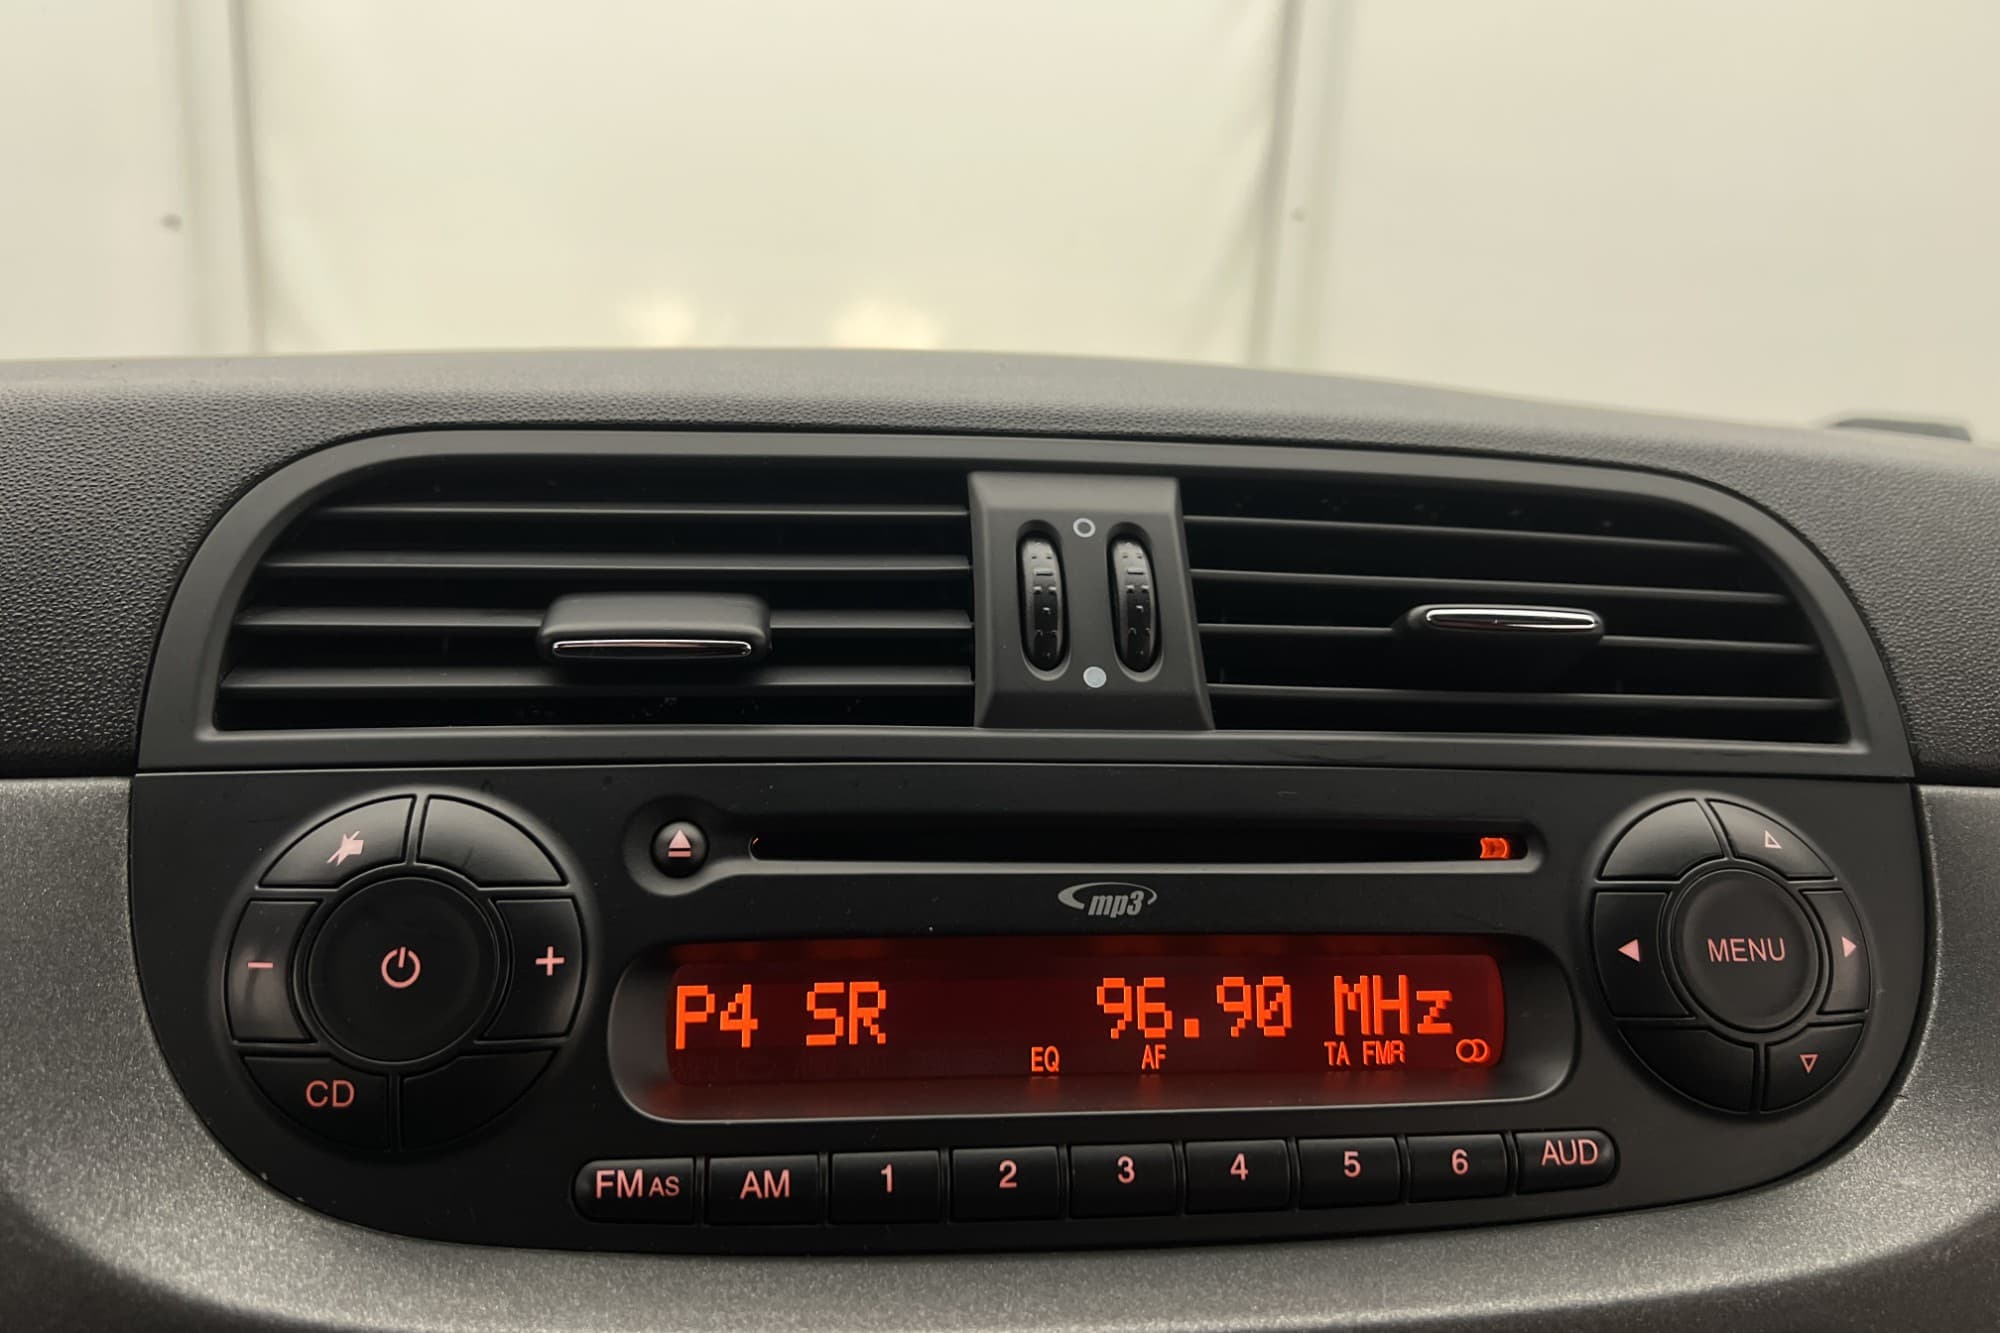 mp3
P4 SR 96.90 MHz
EQ AF TA FMR
MENU
CD
FM AS AM 1 2 3 4 5 6 AUD